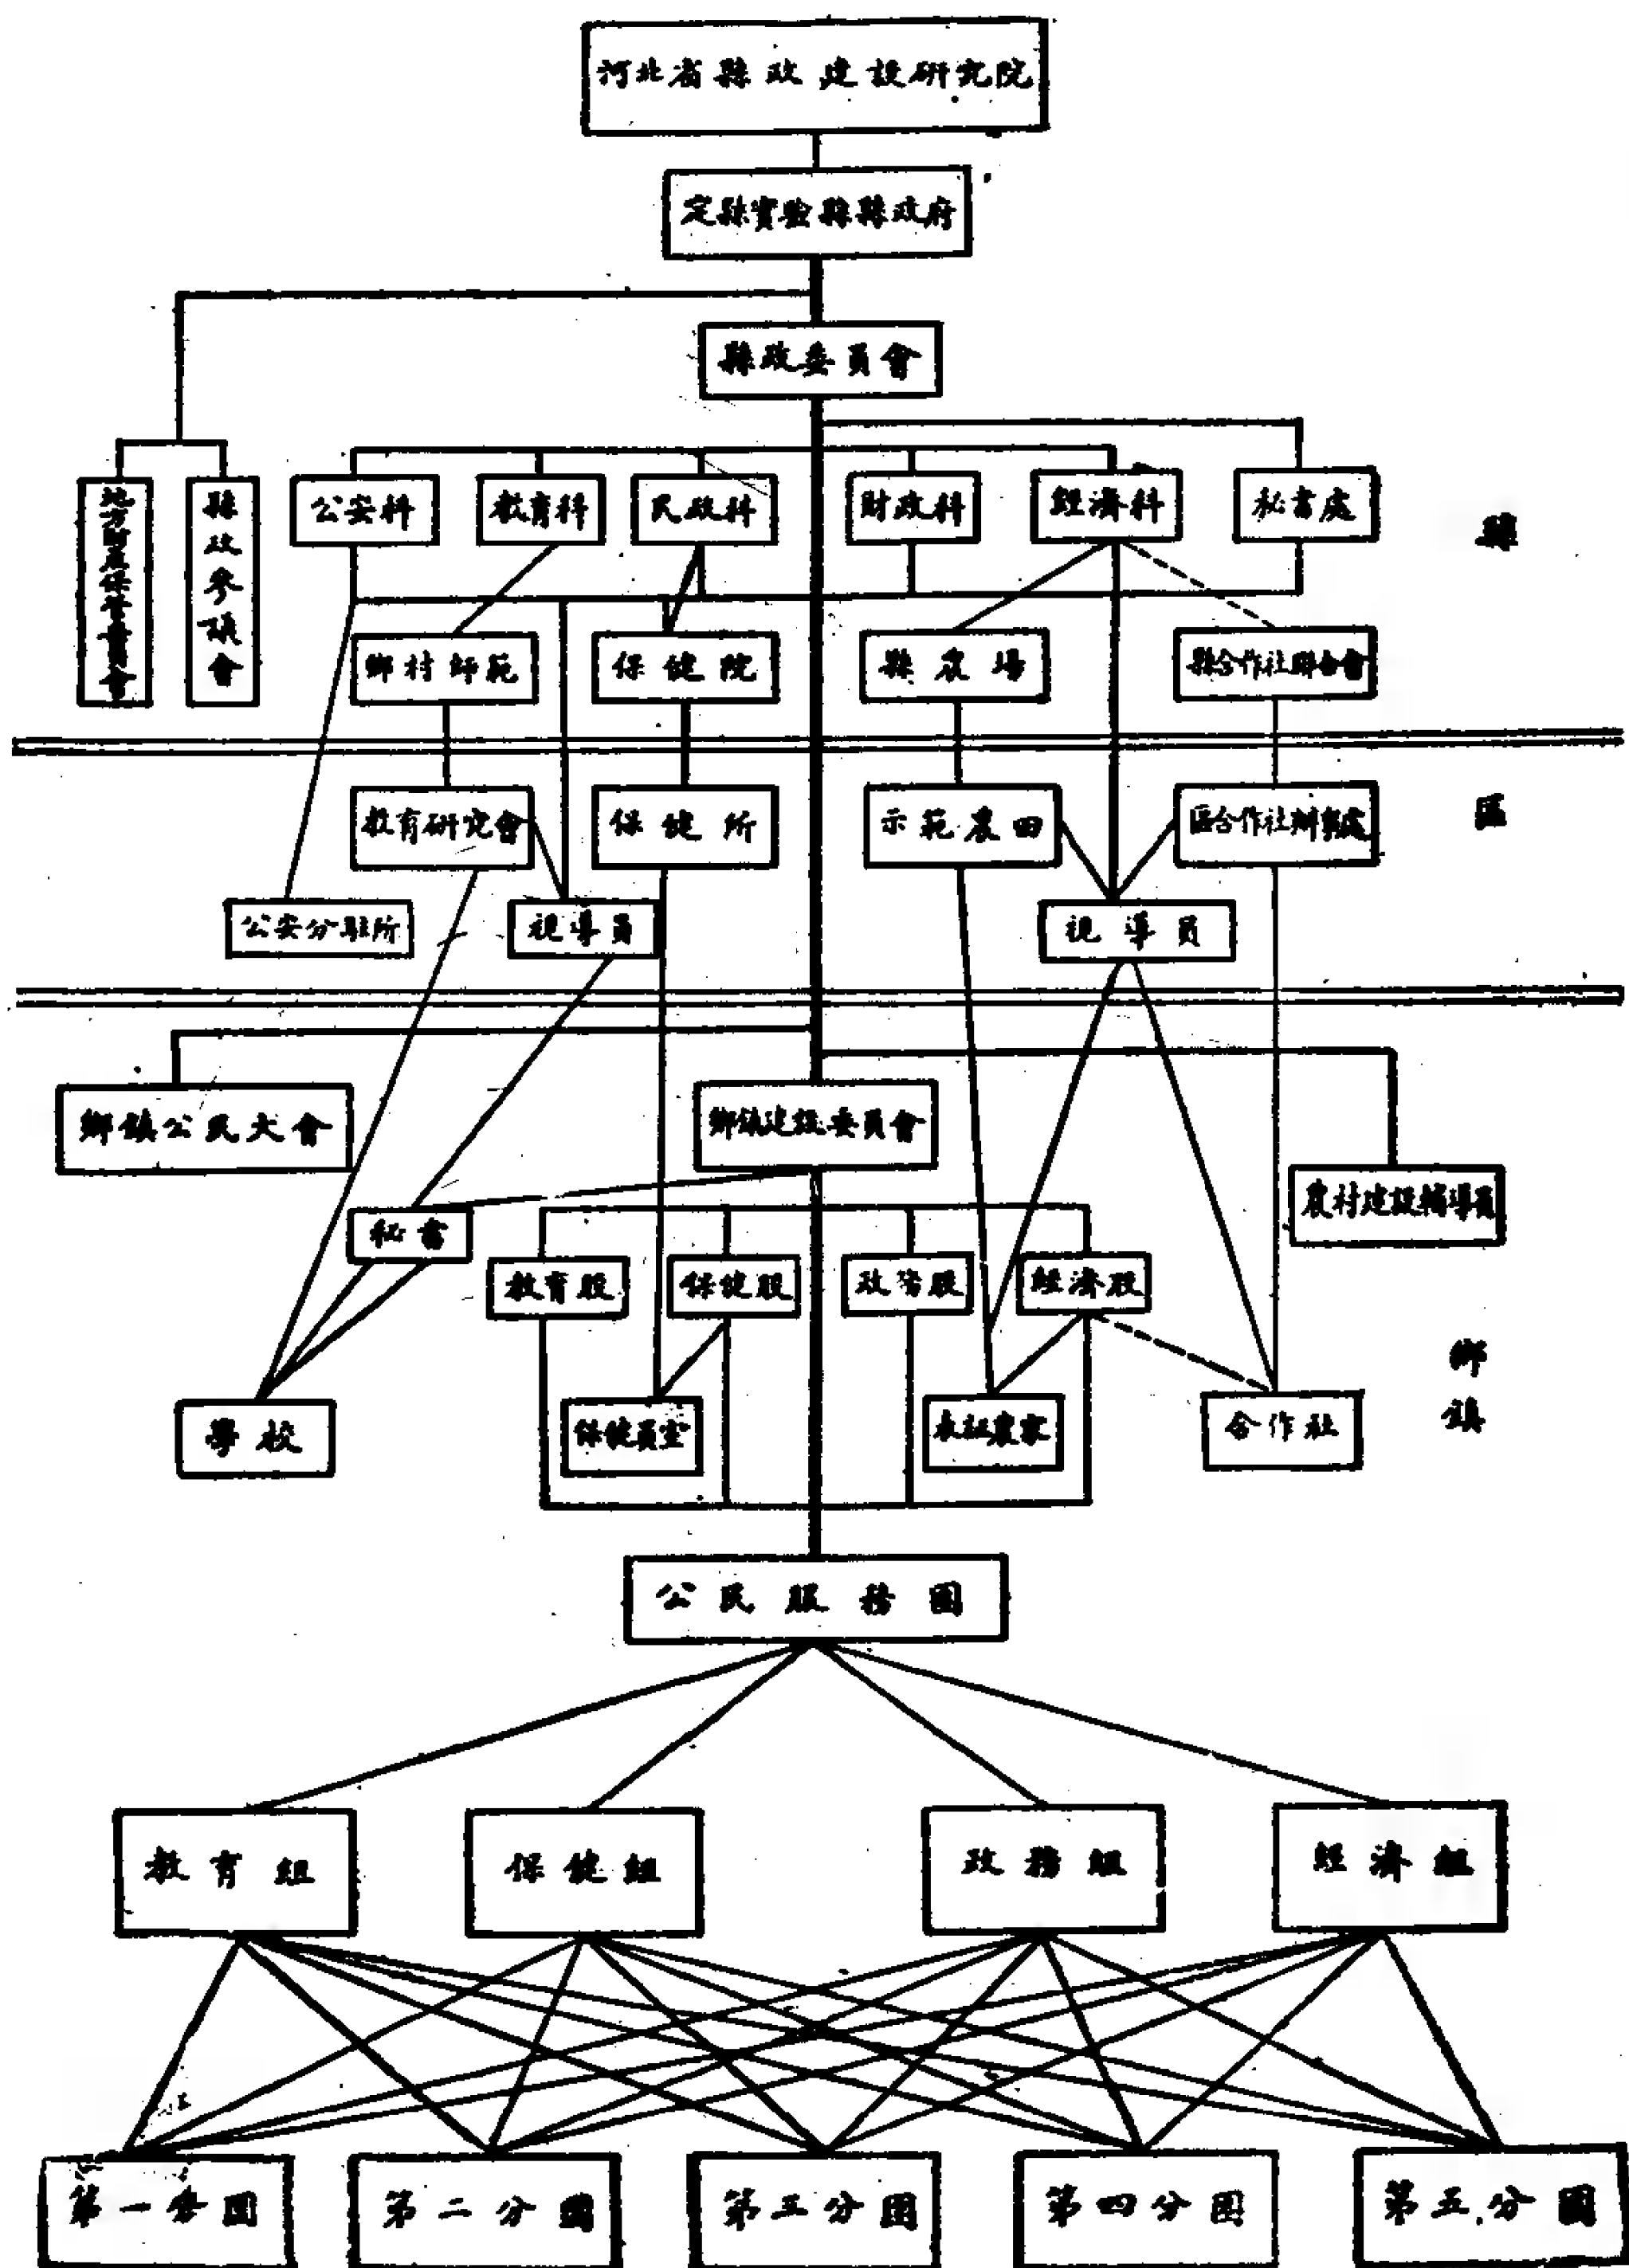 河北省縣政建設研究院
定縣實驗縣縣政府
縣政委員會
地方財產保管委員會
縣政參議會
公安科
教育科
民政科
財政科
經濟科
秘書處
縣
鄉村師範
保健院
縣農場
縣合作社聯合會
教育研究會
保健所
示範農田
區合作社辦事處
區
公安分駐所
視導員
視導員
鄉鎮公民大會
鄉鎮建設委員會
農村建設輔導員
秘書
教育股
保健股
政務股
經濟股
鄉鎮
學校
保健員室
表証農家
合作社
公民服務團
教育組
保健組
政務組
經濟組
第一分團
第二分團
第三分團
第四分團
第五分團